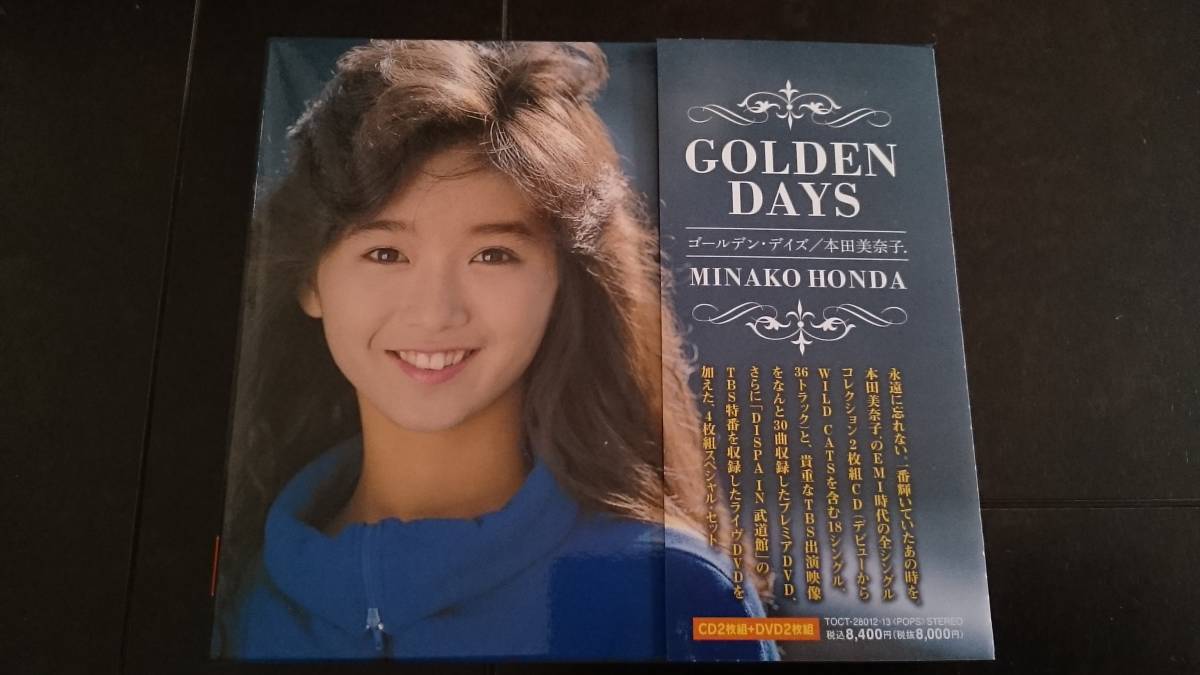 GOLDEN
DAYS
ゴールデン・デイズ／本田美奈子.
MINAKO HONDA
永遠に忘れない。一番輝いていたあの時を。
本田美奈子.のEMI時代の全シングル
コレクション2枚組CD(デビューから
WILD CATSを含む18シングル、
36トラック)と、貴重なTBS出演映像
をなんと30曲収録したプレミアDVD、
さらに「DISPA IN 武道館」の
TBS特番を収録したライヴDVDを
加えた、4枚組スペシャル・セット
CD2枚組+DVD2枚組
TOCT-28012・13〈POPS〉STEREO
税込8,400円(税抜8,000円)